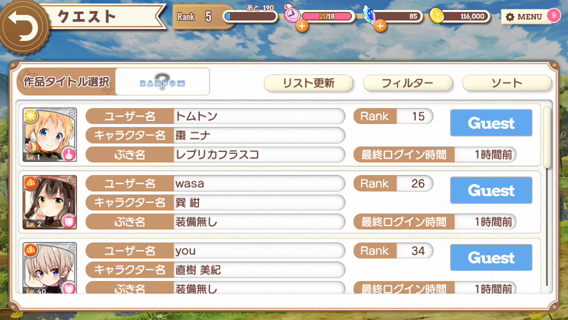 クエスト
Rank 5
あと 190
21/18
85
116,000
MENU 9
作品タイトル選択
RANDOM
?
リスト更新
フィルター
ソート
ユーザー名 トムトン
Rank 15
Guest
キャラクター名 棗 ニナ
ぶき名 レプリカフラスコ
最終ログイン時間 1時間前
Lv. 1
ユーザー名 wasa
Rank 26
Guest
キャラクター名 巽 紺
ぶき名 装備無し
最終ログイン時間 1時間前
Lv. 2
ユーザー名 you
Rank 34
Guest
キャラクター名 直樹 美紀
ぶき名 装備無し
最終ログイン時間 1時間前